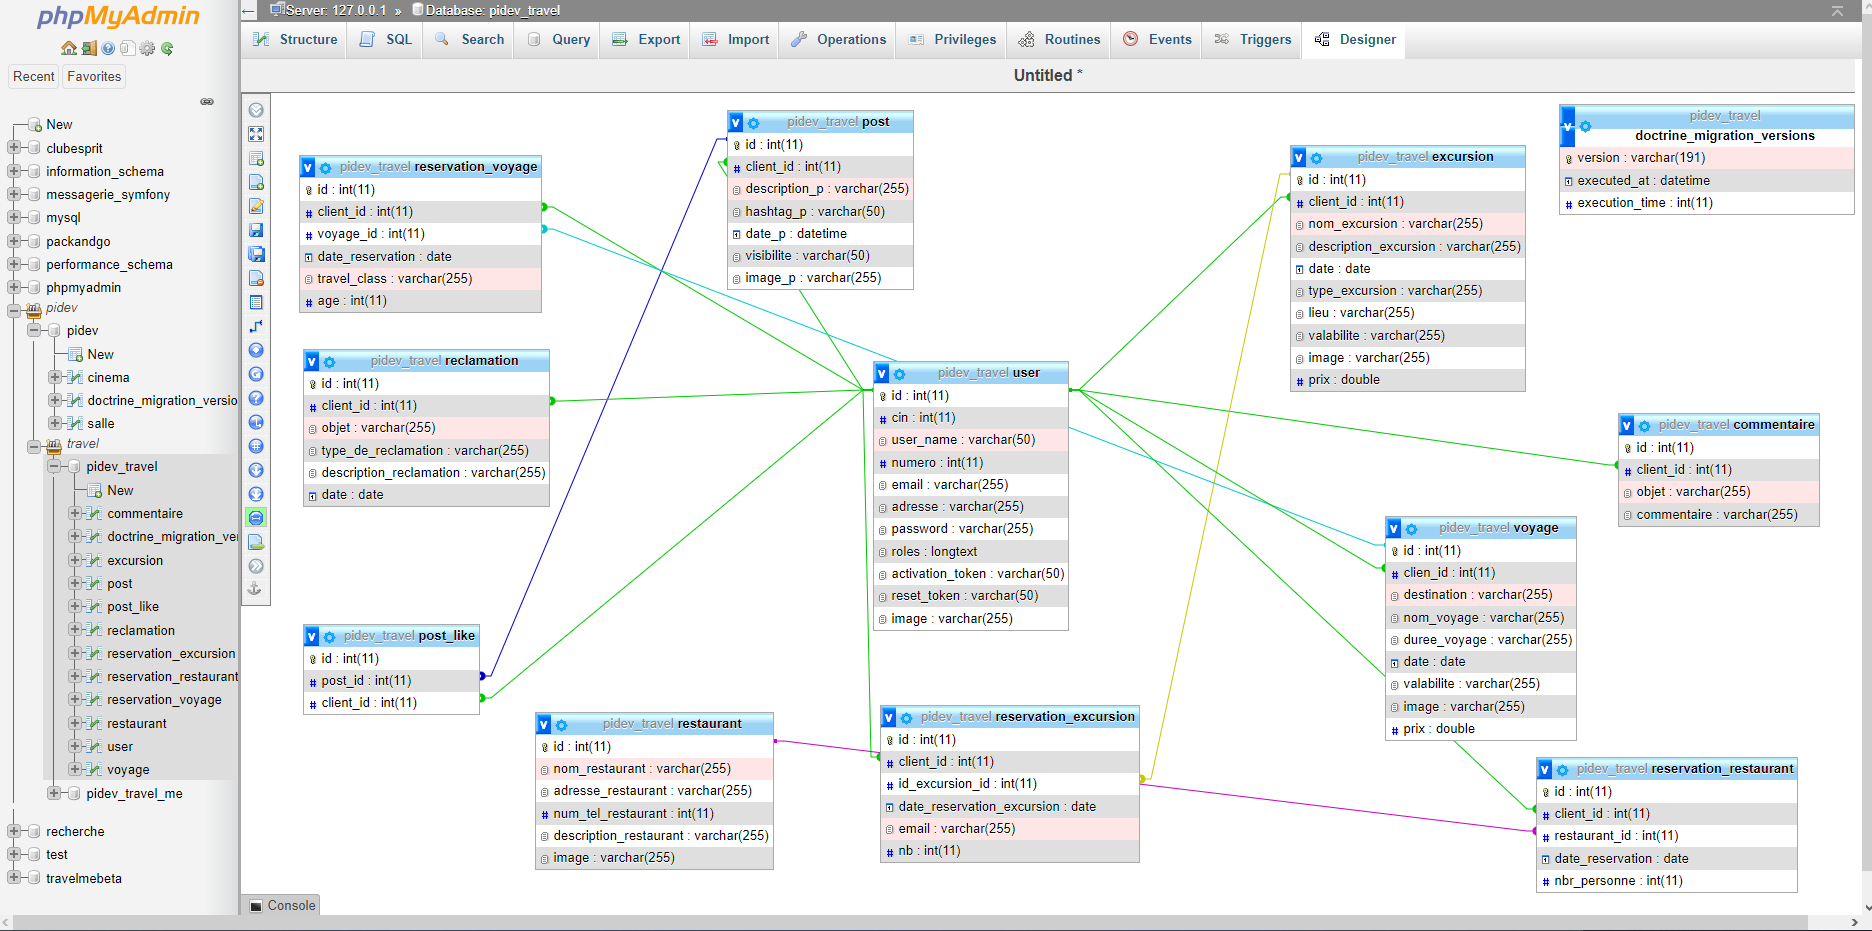 phpMyAdmin
Recent Favorites
New
clubesprit
information_schema
messagerie_symfony
mysql
packandgo
performance_schema
phpmyadmin
pidev
pidev
New
cinema
doctrine_migration_versio
salle
travel
pidev_travel
New
commentaire
doctrine_migration_ver
excursion
post
post_like
reclamation
reservation_excursion
reservation_restaurant
reservation_voyage
restaurant
user
voyage
pidev_travel_me
recherche
test
travelmebeta
Server: 127.0.0.1 » Database: pidev_travel
Structure SQL Search Query Export Import Operations Privileges Routines Events Triggers Designer
Untitled *
v pidev_travel reservation_voyage
id : int(11)
# client_id : int(11)
# voyage_id : int(11)
date_reservation : date
travel_class : varchar(255)
# age : int(11)
v pidev_travel reclamation
id : int(11)
# client_id : int(11)
objet : varchar(255)
type_de_reclamation : varchar(255)
description_reclamation : varchar(255)
date : date
v pidev_travel post_like
id : int(11)
# post_id : int(11)
# client_id : int(11)
v pidev_travel post
id : int(11)
# client_id : int(11)
description_p : varchar(255)
hashtag_p : varchar(50)
date_p : datetime
visibilite : varchar(50)
image_p : varchar(255)
v pidev_travel restaurant
id : int(11)
nom_restaurant : varchar(255)
adresse_restaurant : varchar(255)
# num_tel_restaurant : int(11)
description_restaurant : varchar(255)
image : varchar(255)
v pidev_travel user
id : int(11)
# cin : int(11)
user_name : varchar(50)
# numero : int(11)
email : varchar(255)
adresse : varchar(255)
password : varchar(255)
roles : longtext
activation_token : varchar(50)
reset_token : varchar(50)
image : varchar(255)
v pidev_travel reservation_excursion
id : int(11)
# client_id : int(11)
# id_excursion_id : int(11)
date_reservation_excursion : date
email : varchar(255)
# nb : int(11)
v pidev_travel excursion
id : int(11)
# client_id : int(11)
nom_excursion : varchar(255)
description_excursion : varchar(255)
date : date
type_excursion : varchar(255)
lieu : varchar(255)
valabilite : varchar(255)
image : varchar(255)
# prix : double
v pidev_travel
doctrine_migration_versions
version : varchar(191)
executed_at : datetime
# execution_time : int(11)
v pidev_travel commentaire
id : int(11)
# client_id : int(11)
objet : varchar(255)
commentaire : varchar(255)
v pidev_travel voyage
id : int(11)
# clien_id : int(11)
destination : varchar(255)
nom_voyage : varchar(255)
duree_voyage : varchar(255)
date : date
valabilite : varchar(255)
image : varchar(255)
# prix : double
v pidev_travel reservation_restaurant
id : int(11)
# client_id : int(11)
# restaurant_id : int(11)
date_reservation : date
# nbr_personne : int(11)
Console